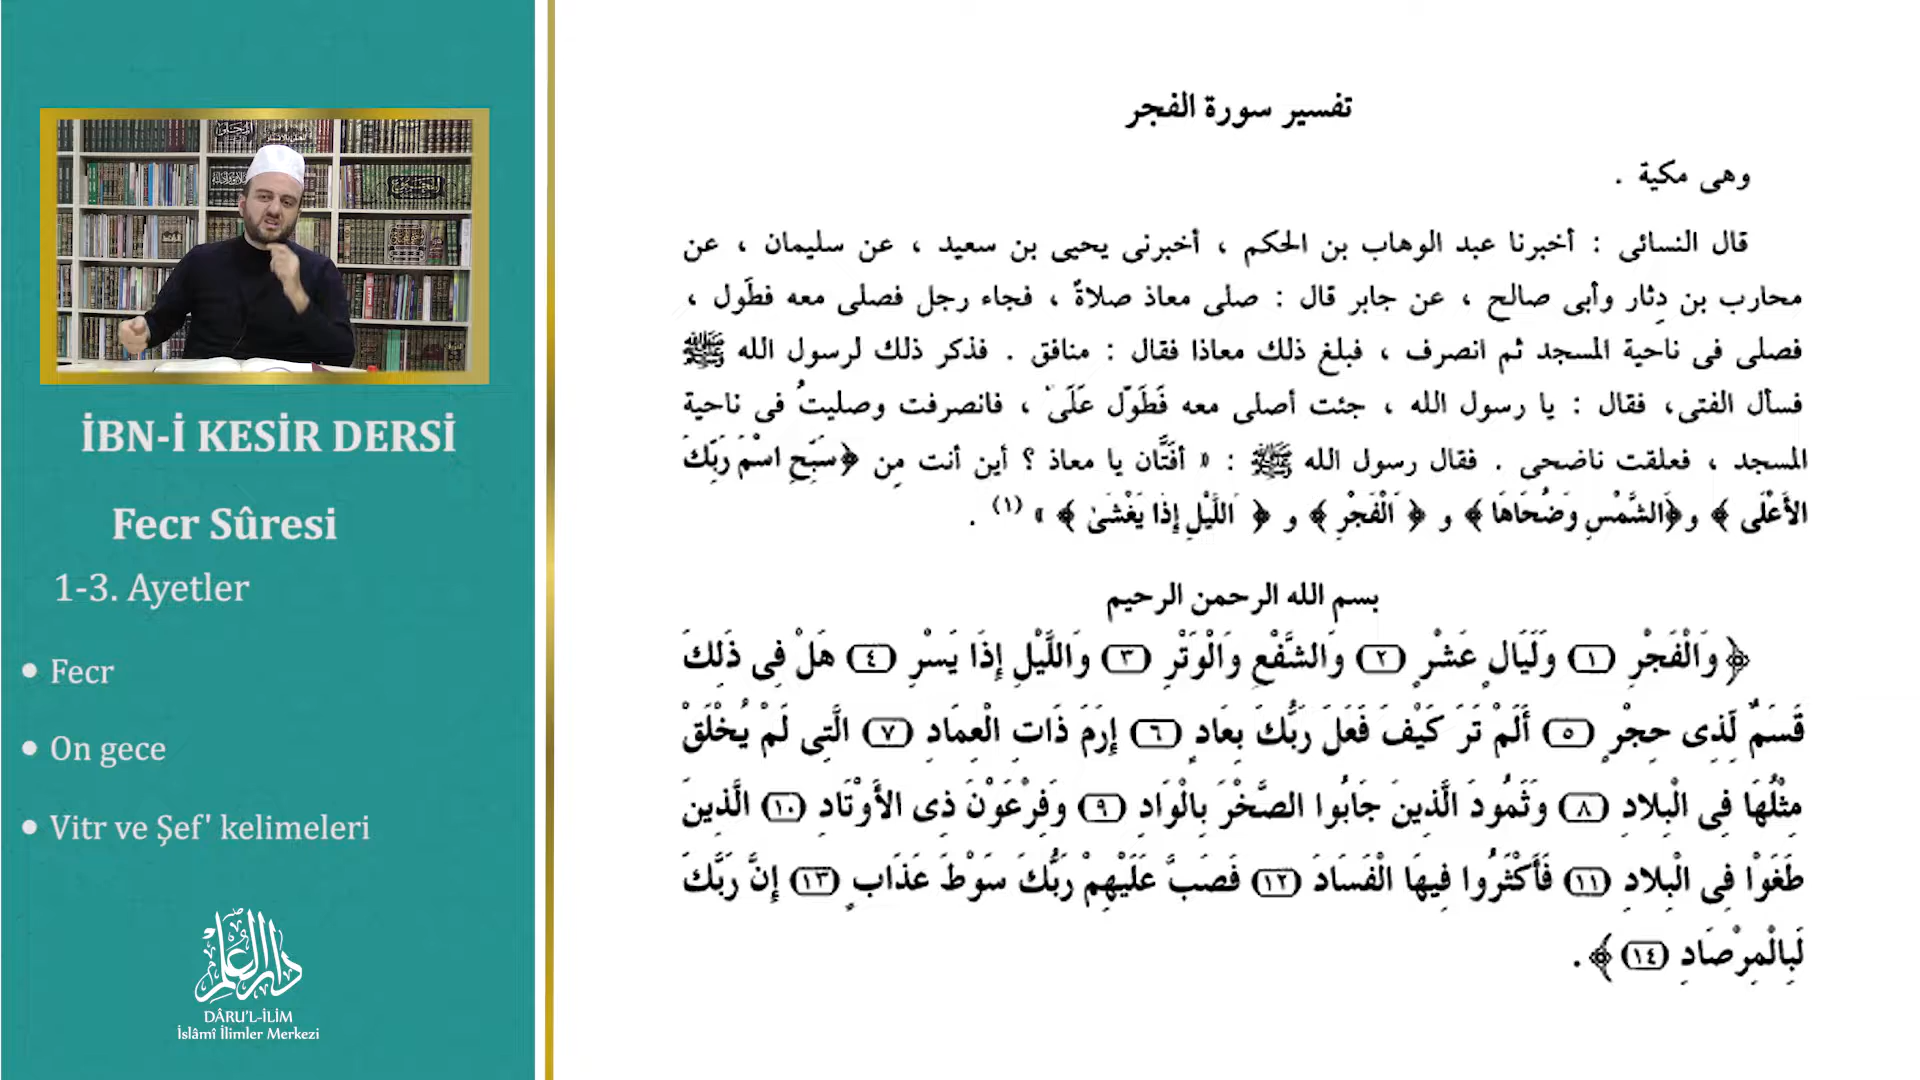 İBN-İ KESİR DERSİ
Fecr Sûresi
1-3. Ayetler
• Fecr
• On gece
• Vitr ve Şef' kelimeleri
دار العلم
DÂRU'L-İLİM
İslâmî İlimler Merkezi
تفسير سورة الفجر
وهى مكية .
قال النسائى : أخبرنا عبد الوهاب بن الحكم ، أخبرنى يحيى بن سعيد ، عن سليمان ، عن
محارب بن دِثار وأبى صالح ، عن جابر قال : صلى معاذ صلاةً ، فجاء رجل فصلى معه فطَول ،
فصلى فى ناحية المسجد ثم انصرف ، فبلغ ذلك معاذا فقال : منافق . فذكر ذلك لرسول الله ﷺ
فسأل الفتى، فقال : يا رسول الله ، جئت أصلى معه فَطَوّل عَلَىّ ، فانصرفت وصليتُ فى ناحية
المسجد ، فعلقت ناضحى . فقال رسول الله ﷺ : « أفَتَّان يا معاذ ؟ أين أنت مِن ﴿سَبِّحِ اسْمَ رَبِّكَ
الأَعْلَى ﴾ و﴿وَالشَّمْسِ وَضُحَاهَا ﴾ و ﴿ وَالْفَجْرِ ﴾ و ﴿ وَاللَّيْلِ إِذَا يَغْشَىٰ ﴾ » (١) .
بسم الله الرحمن الرحيم
﴿ وَالْفَجْرِ (١) وَلَيَالٍ عَشْرٍ (٢) وَالشَّفْعِ وَالْوَتْرِ (٣) وَاللَّيْلِ إِذَا يَسْرِ (٤) هَلْ فِى ذَلِكَ
قَسَمٌ لِّذِى حِجْرٍ (٥) أَلَمْ تَرَ كَيْفَ فَعَلَ رَبُّكَ بِعَادٍ (٦) إِرَمَ ذَاتِ الْعِمَادِ (٧) الَّتِى لَمْ يُخْلَقْ
مِثْلُهَا فِى الْبِلادِ (٨) وَثَمُودَ الَّذِينَ جَابُوا الصَّخْرَ بِالْوَادِ (٩) وَفِرْعَوْنَ ذِى الأَوْتَادِ (١٠) الَّذِينَ
طَغَوْا فِى الْبِلادِ (١١) فَأَكْثَرُوا فِيهَا الْفَسَادَ (١٢) فَصَبَّ عَلَيْهِمْ رَبُّكَ سَوْطَ عَذَابٍ (١٣) إِنَّ رَبَّكَ
لَبِالْمِرْصَادِ (١٤) ﴾ .